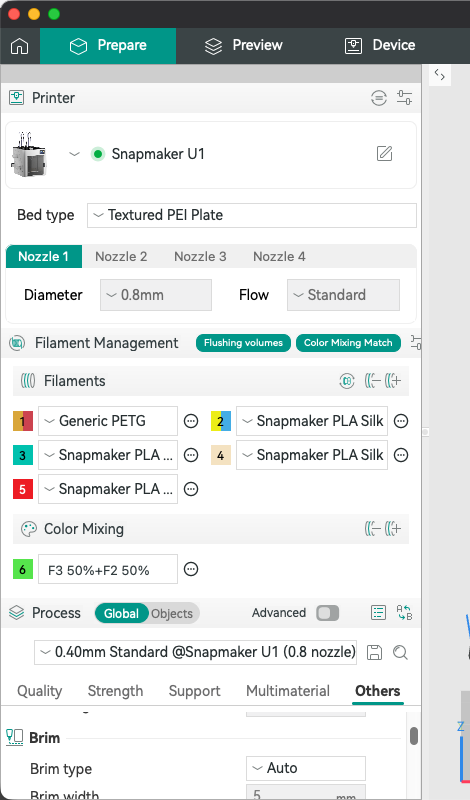 Prepare Preview Device
Printer
Snapmaker U1
Bed type Textured PEI Plate
Nozzle 1 Nozzle 2 Nozzle 3 Nozzle 4
Diameter 0.8mm Flow Standard
Filament Management Flushing volumes Color Mixing Match
Filaments
1 Generic PETG 2 Snapmaker PLA Silk
3 Snapmaker PLA ... 4 Snapmaker PLA Silk
5 Snapmaker PLA ...
Color Mixing
6 F3 50%+F2 50%
Process Global Objects Advanced
0.40mm Standard @Snapmaker U1 (0.8 nozzle)
Quality Strength Support Multimaterial Others
Brim
Z
Brim type Auto
Brim width 5 mm